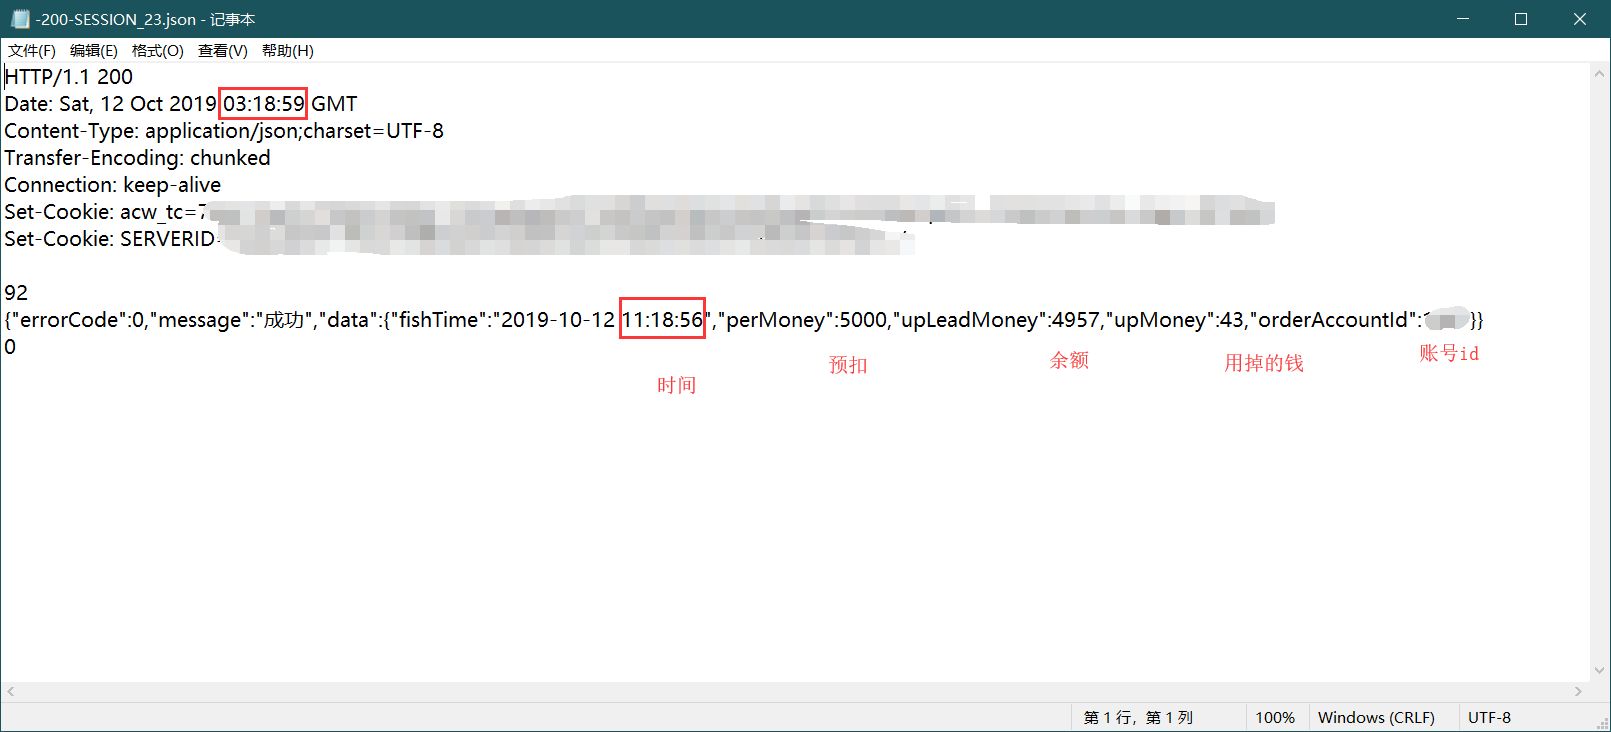 -200-SESSION_23.json - 记事本
文件(F) 编辑(E) 格式(O) 查看(V) 帮助(H)
HTTP/1.1 200
Date: Sat, 12 Oct 2019 03:18:59 GMT
Content-Type: application/json;charset=UTF-8
Transfer-Encoding: chunked
Connection: keep-alive
Set-Cookie: acw_tc=7
Set-Cookie: SERVERID=
92
{"errorCode":0,"message":"成功","data":{"fishTime":"2019-10-12 11:18:56","perMoney":5000,"upLeadMoney":4957,"upMoney":43,"orderAccountId": }}
0
时间 预扣 余额 用掉的钱 账号id
第 1 行，第 1 列 100% Windows (CRLF) UTF-8